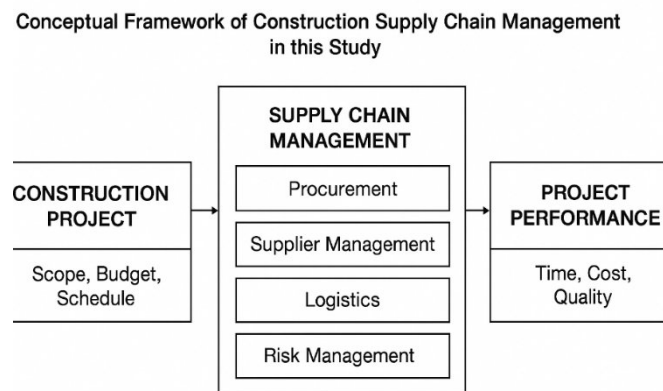 Conceptual Framework of Construction Supply Chain Management
in this Study
CONSTRUCTION
PROJECT
Scope, Budget,
Schedule
SUPPLY CHAIN
MANAGEMENT
Procurement
Supplier Management
Logistics
Risk Management
PROJECT
PERFORMANCE
Time, Cost,
Quality